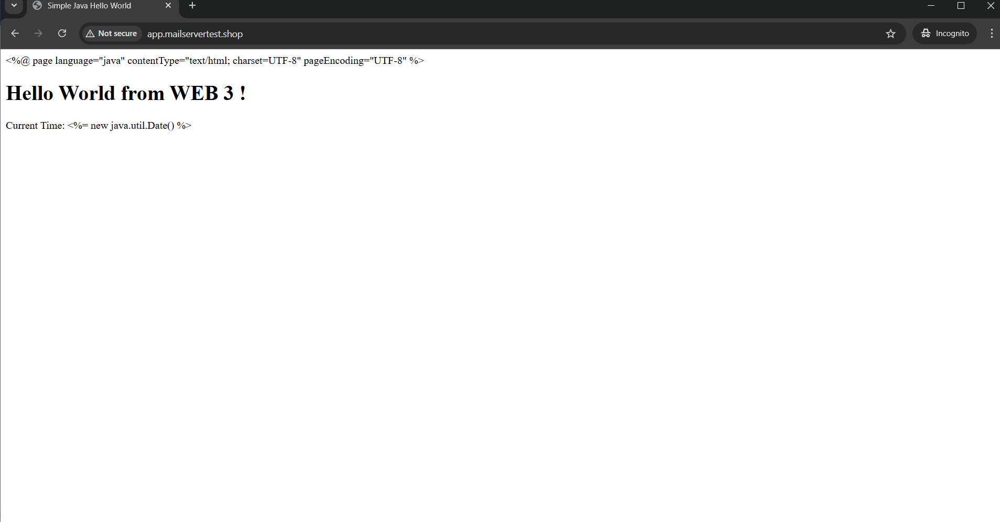 Simple Java Hello World
Not secure
app.mailservertest.shop
Incognito
<%@ page language="java" contentType="text/html; charset=UTF-8" pageEncoding="UTF-8" %>
Hello World from WEB 3 !
Current Time: <%= new java.util.Date() %>